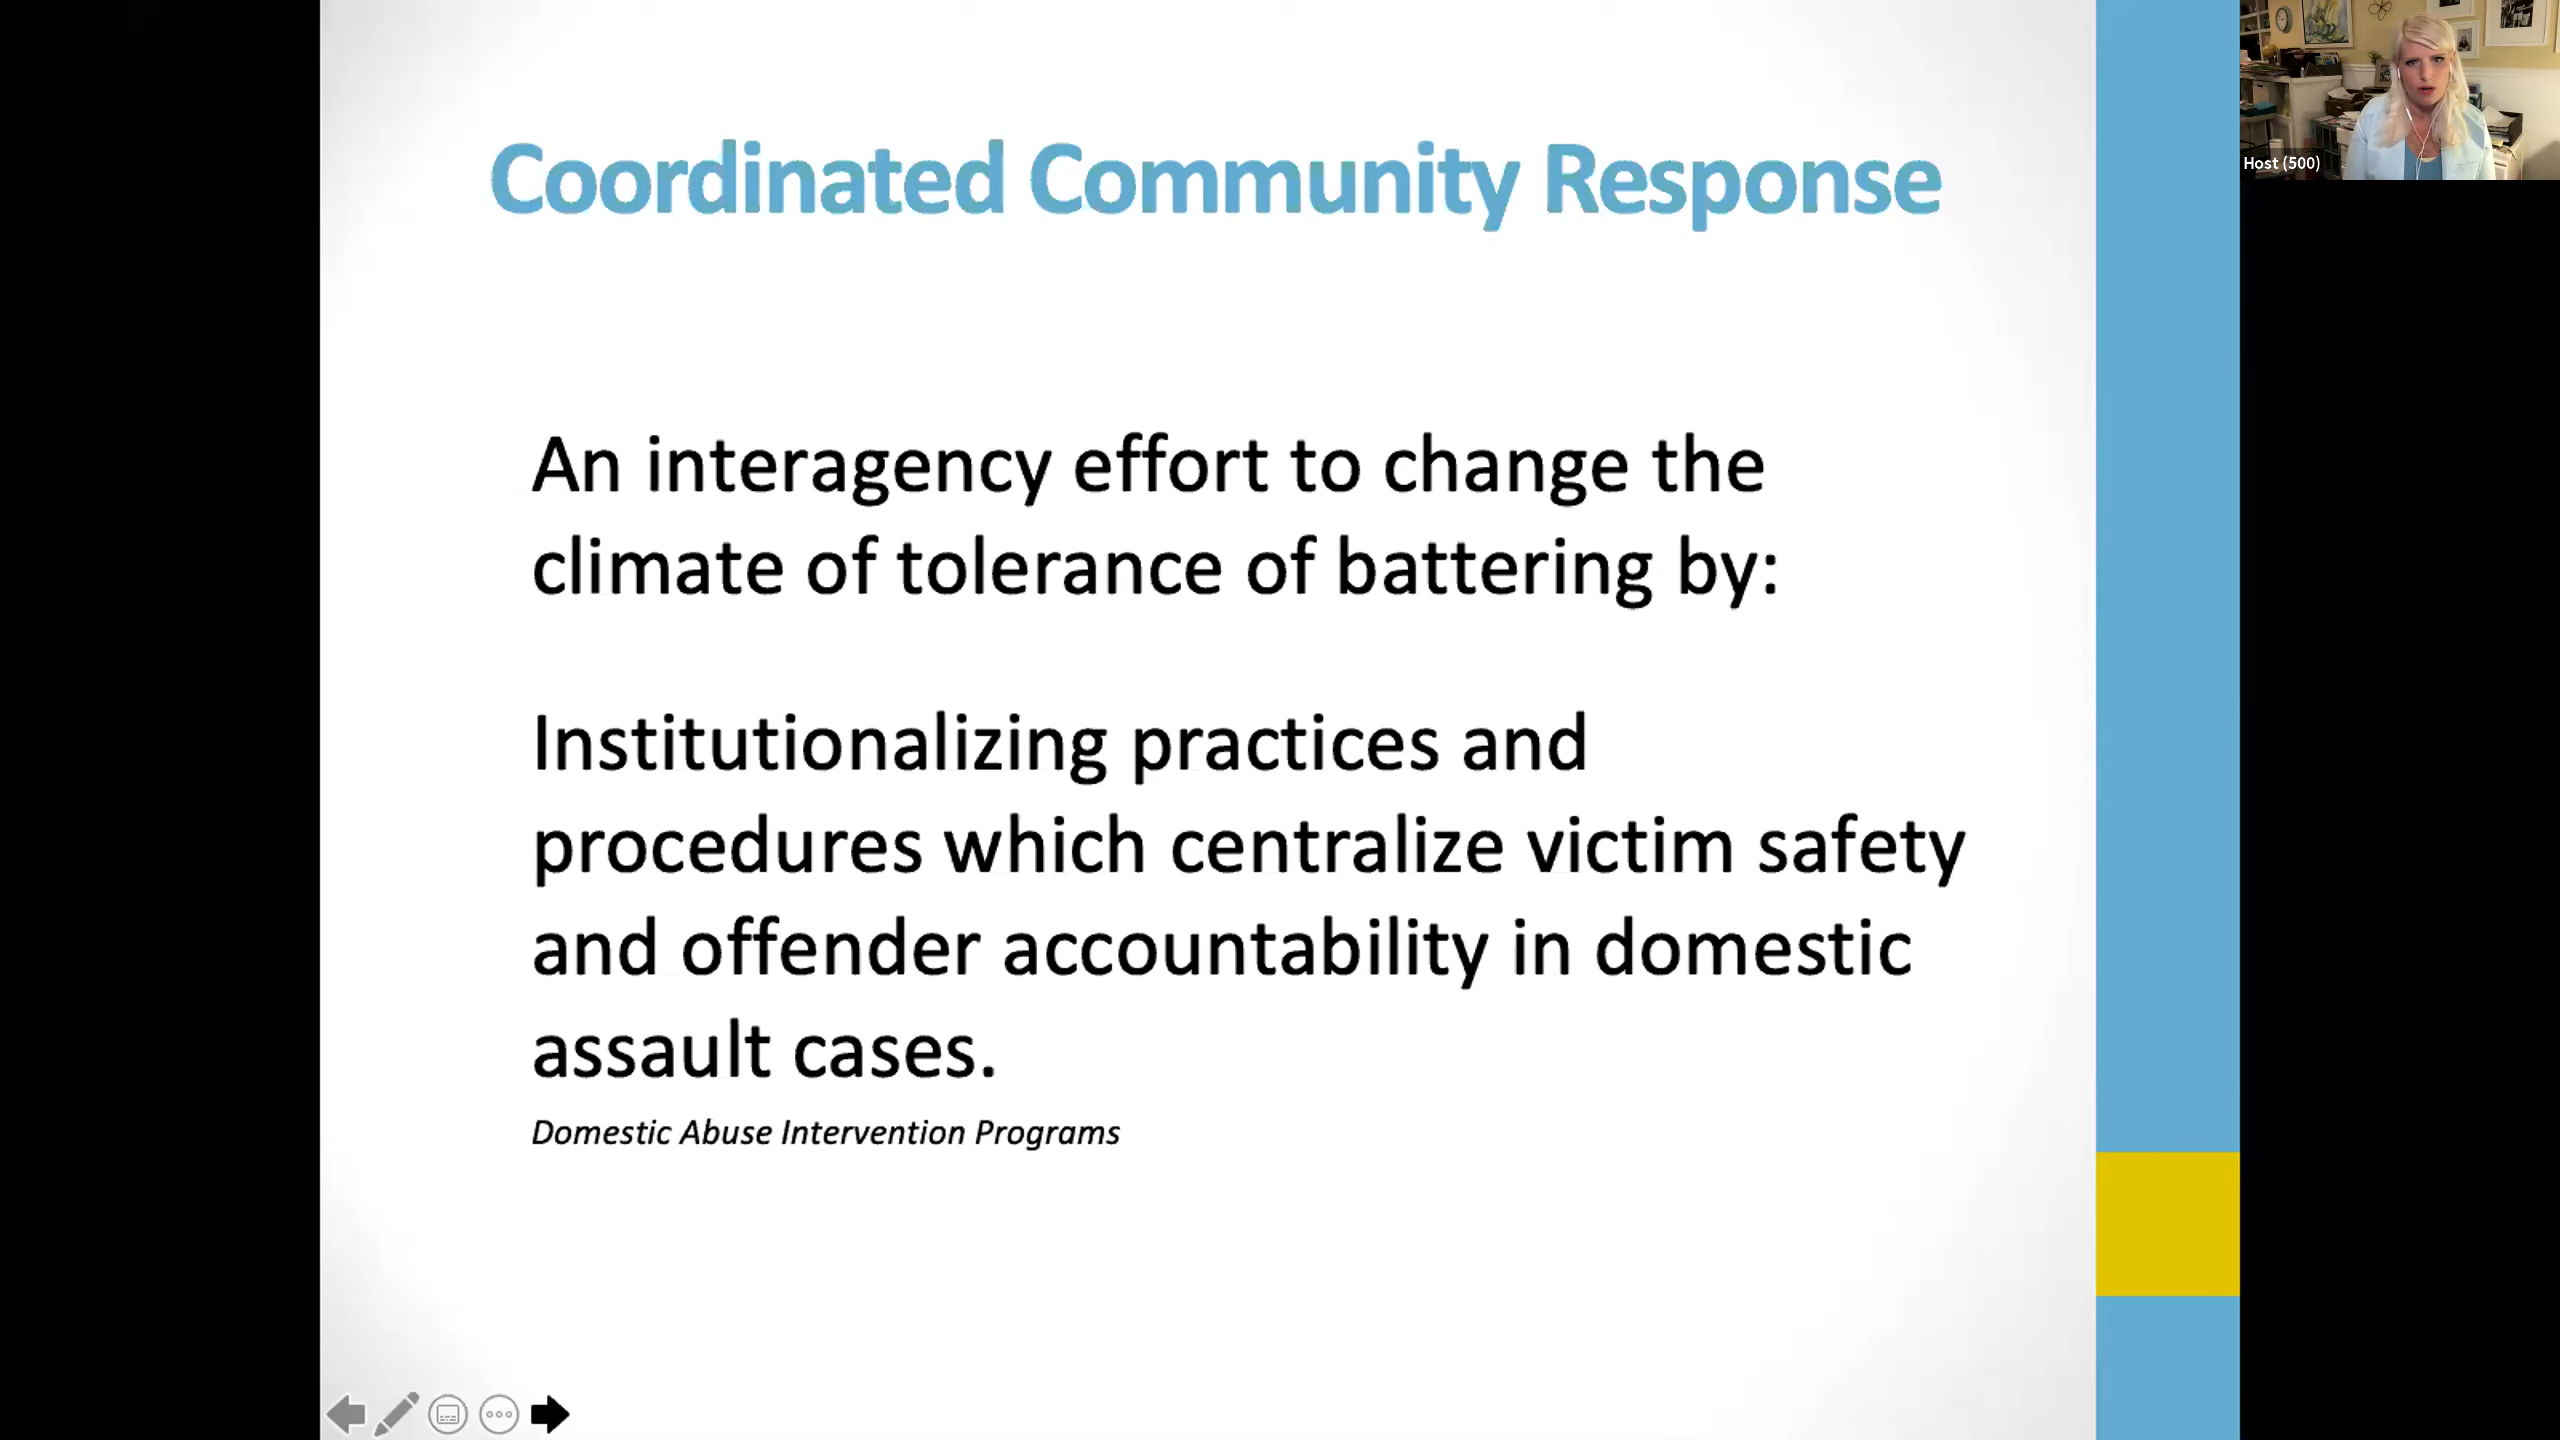 Coordinated Community Response
Host (500)
An interagency effort to change the
climate of tolerance of battering by:
Institutionalizing practices and
procedures which centralize victim safety
and offender accountability in domestic
assault cases.
Domestic Abuse Intervention Programs